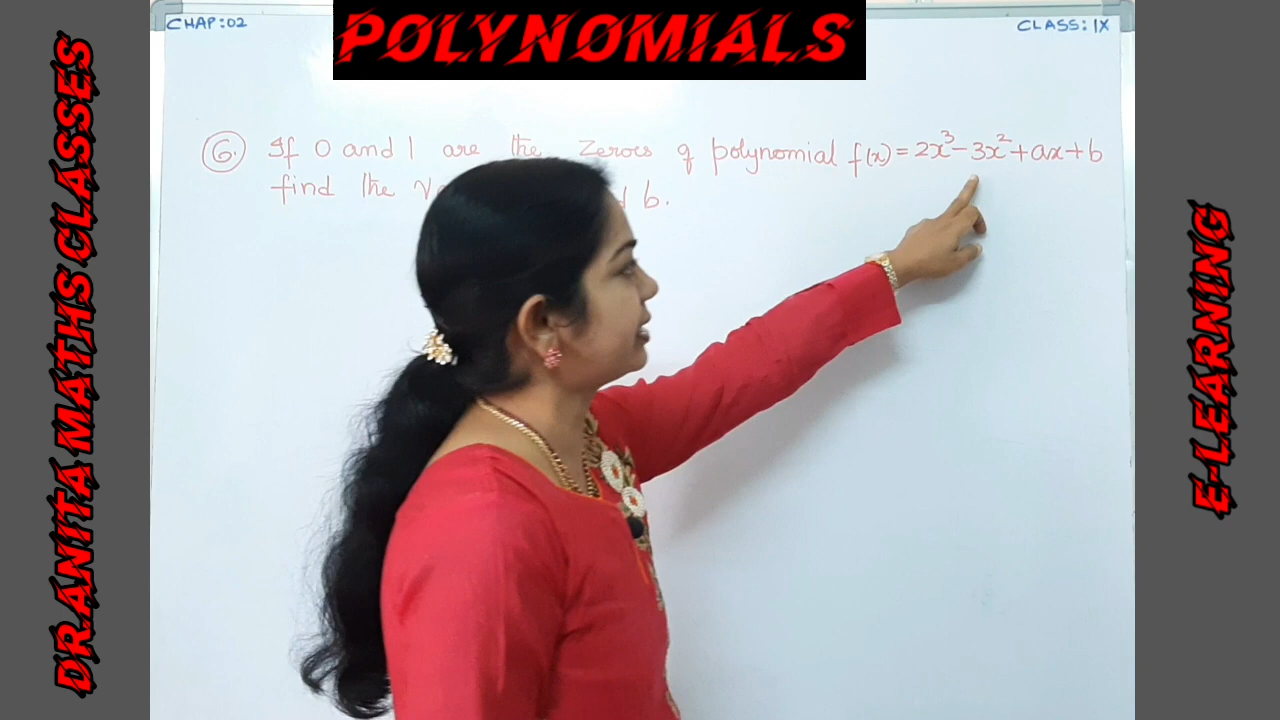 POLYNOMIALS
CHAP:02
CLASS: IX
6. If 0 and 1 are the zeroes of polynomial f(x) = 2x³ - 3x² + ax + b
find the b.
DR ANITA MATHS CLASSES
E-LEARNING